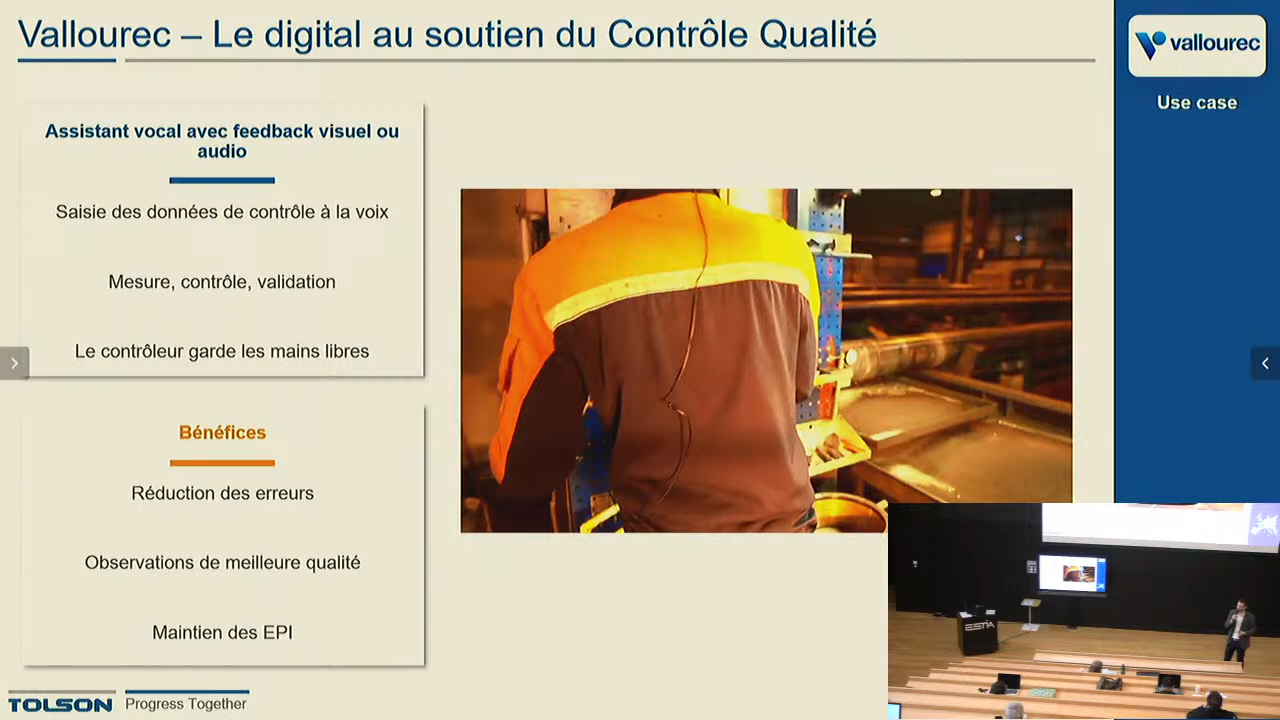 Vallourec – Le digital au soutien du Contrôle Qualité
vallourec
Use case
Assistant vocal avec feedback visuel ou
audio
Saisie des données de contrôle à la voix
Mesure, contrôle, validation
Le contrôleur garde les mains libres
Bénéfices
Réduction des erreurs
Observations de meilleure qualité
Maintien des EPI
TOLSON
Progress Together
ESTIA